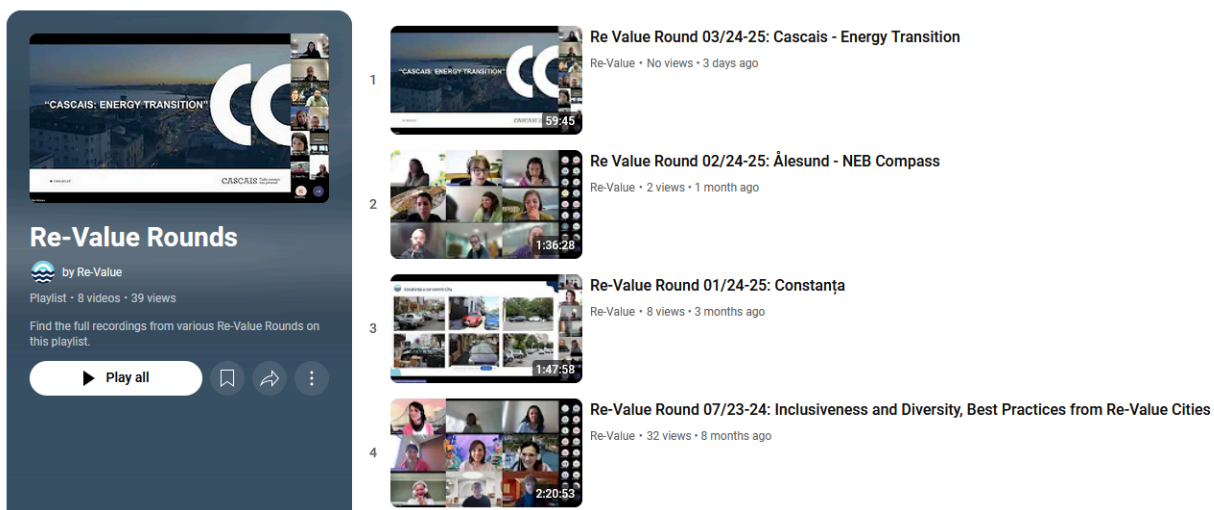 "CASCAIS: ENERGY TRANSITION"
CASCAIS
Re-Value Rounds
by Re-Value
Playlist • 8 videos • 39 views
Find the full recordings from various Re-Value Rounds on
this playlist.
Play all
1
"CASCAIS: ENERGY TRANSITION"
59:45
Re Value Round 03/24-25: Cascais - Energy Transition
Re-Value • No views • 3 days ago
2
1:36:28
Re Value Round 02/24-25: Ålesund - NEB Compass
Re-Value • 2 views • 1 month ago
3
1:47:58
Re-Value Round 01/24-25: Constanța
Re-Value • 8 views • 3 months ago
4
2:20:53
Re-Value Round 07/23-24: Inclusiveness and Diversity, Best Practices from Re-Value Cities
Re-Value • 32 views • 8 months ago